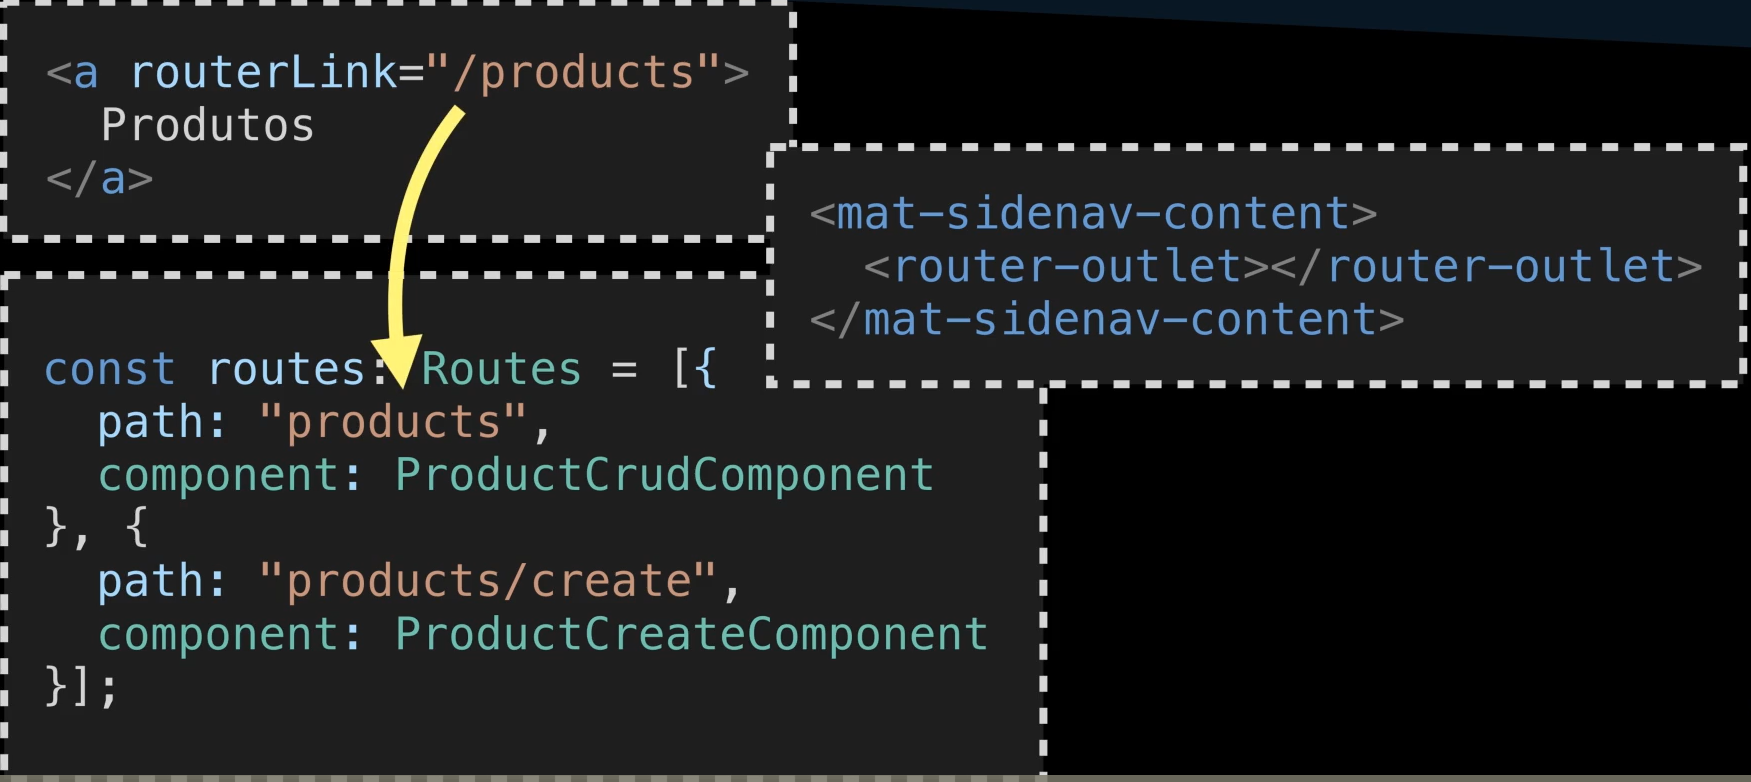 <a routerLink="/products">
  Produtos
</a>
<mat-sidenav-content>
  <router-outlet></router-outlet>
</mat-sidenav-content>
const routes: Routes = [{
  path: "products",
  component: ProductCrudComponent
}, {
  path: "products/create",
  component: ProductCreateComponent
}];